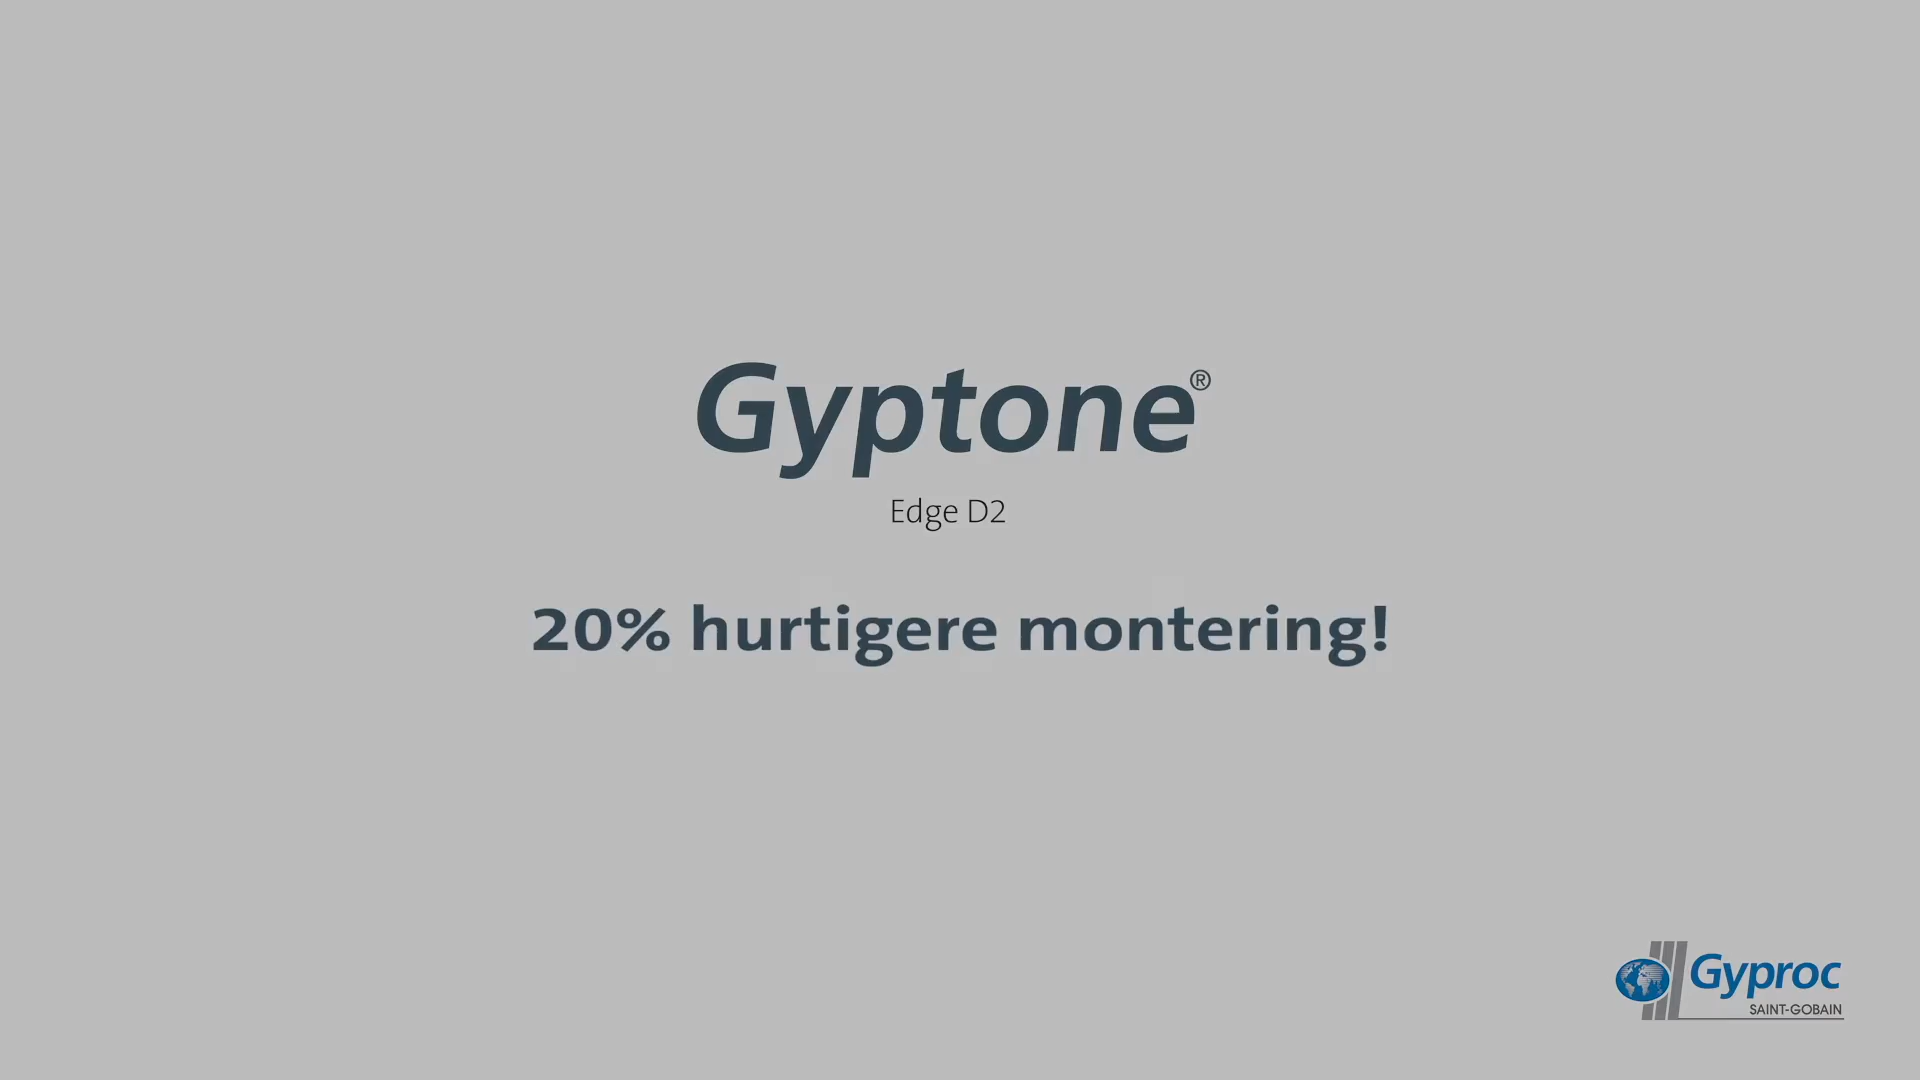 Gyptone®
Edge D2
20% hurtigere montering!
Gyproc
SAINT-GOBAIN